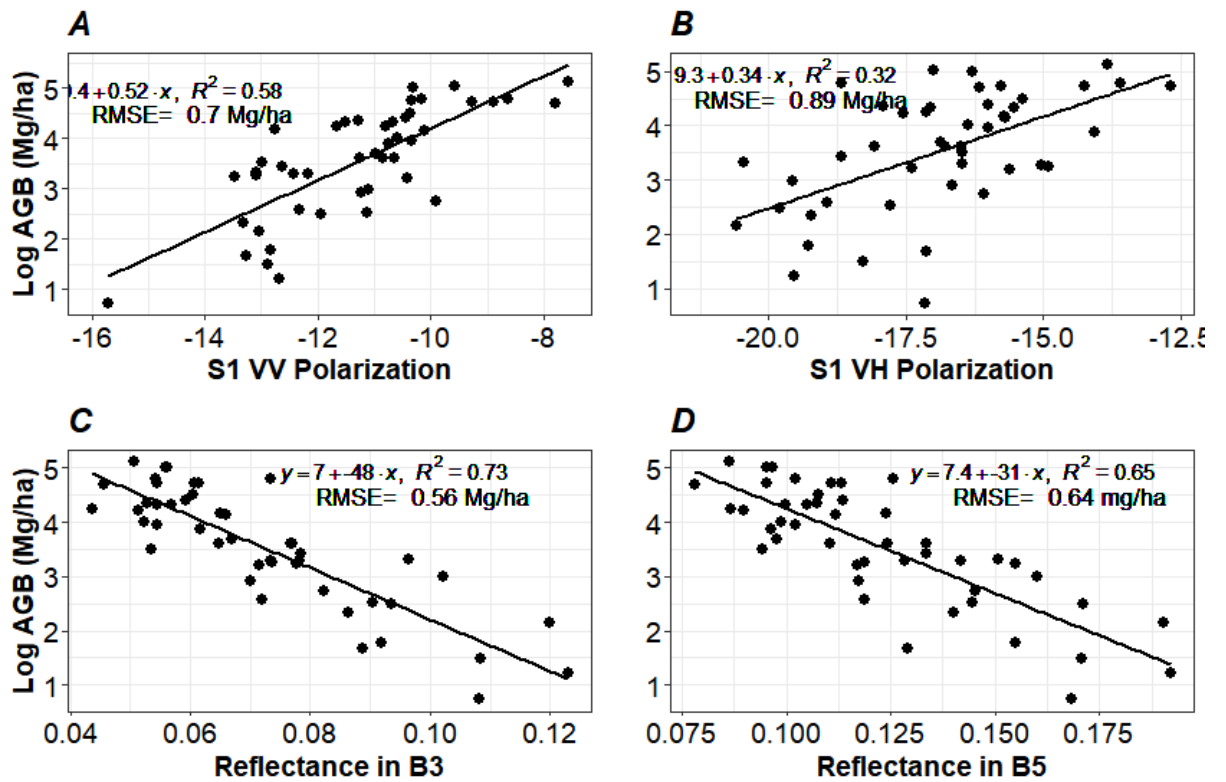 A
).4+0.52 · x, R² = 0.58
RMSE= 0.7 Mg/ha
Log AGB (Mg/ha)
5
4
3
2
1
-16 -14 -12 -10 -8
S1 VV Polarization
B
9.3+0.34 · x, R² = 0.32
RMSE= 0.89 Mg/ha
5
4
3
2
1
-20.0 -17.5 -15.0 -12.5
S1 VH Polarization
C
y = 7 + -48 · x, R² = 0.73
RMSE= 0.56 Mg/ha
Log AGB (Mg/ha)
5
4
3
2
1
0.04 0.06 0.08 0.10 0.12
Reflectance in B3
D
y = 7.4 + -31 · x, R² = 0.65
RMSE= 0.64 mg/ha
5
4
3
2
1
0.075 0.100 0.125 0.150 0.175
Reflectance in B5